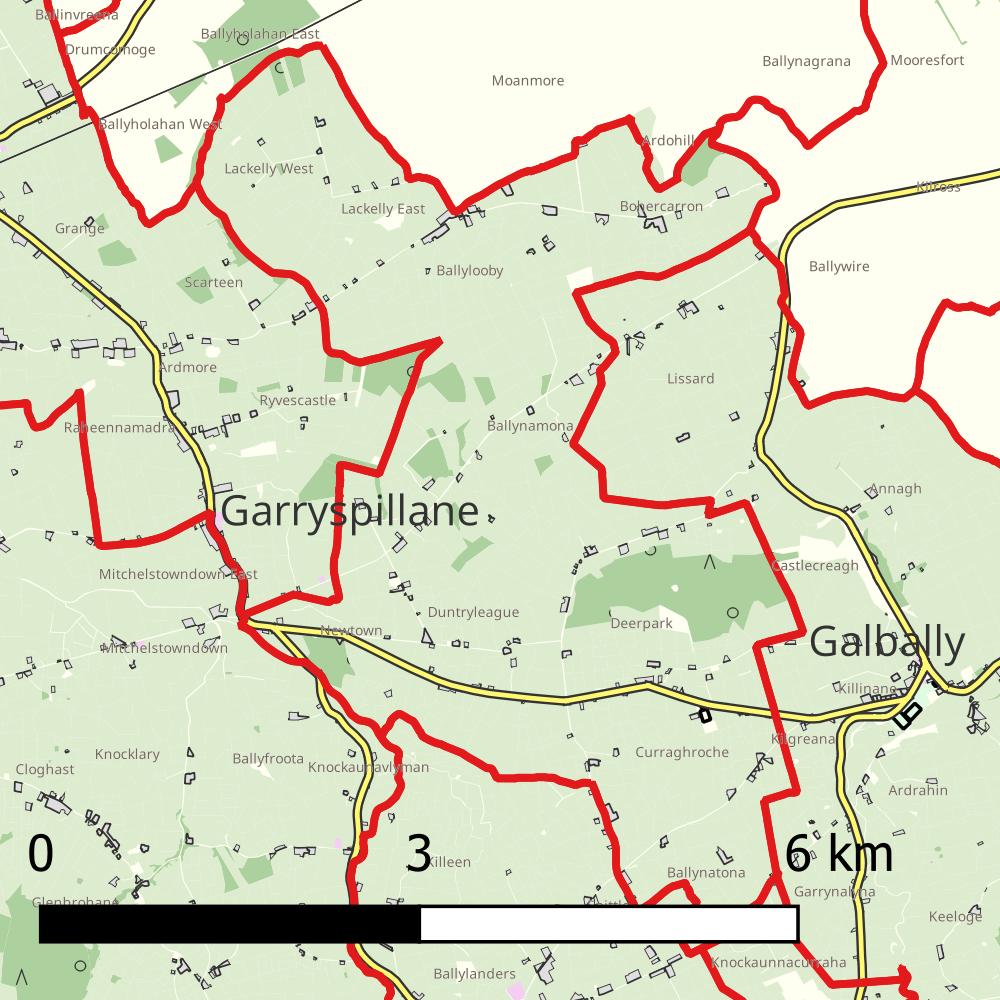 Ballinvreena
Ballyholahan East
Drumcomoge
Moanmore
Ballynagrana
Mooresfort
Ballyholahan West
Ardohill
Lackelly West
Kilross
Lackelly East
Bohercarron
Grange
Ballylooby
Ballywire
Scarteen
Ardmore
Lissard
Ryvescastle
Raheennamadra
Ballynamona
Annagh
Garryspillane
Castlecreagh
Mitchelstowndown East
Duntryleague
Deerpark
Newtown
Galbally
Mitchelstowndown
Killinane
Kilgreana
Knocklary
Ballyfroota
Curraghroche
Cloghast
Knockaunavlyman
Ardrahin
0 3 6 km
Killeen
Ballynatona
Garrynalyna
Glenbrohane
Keeloge
Ballylanders
Knockaunnacurraha